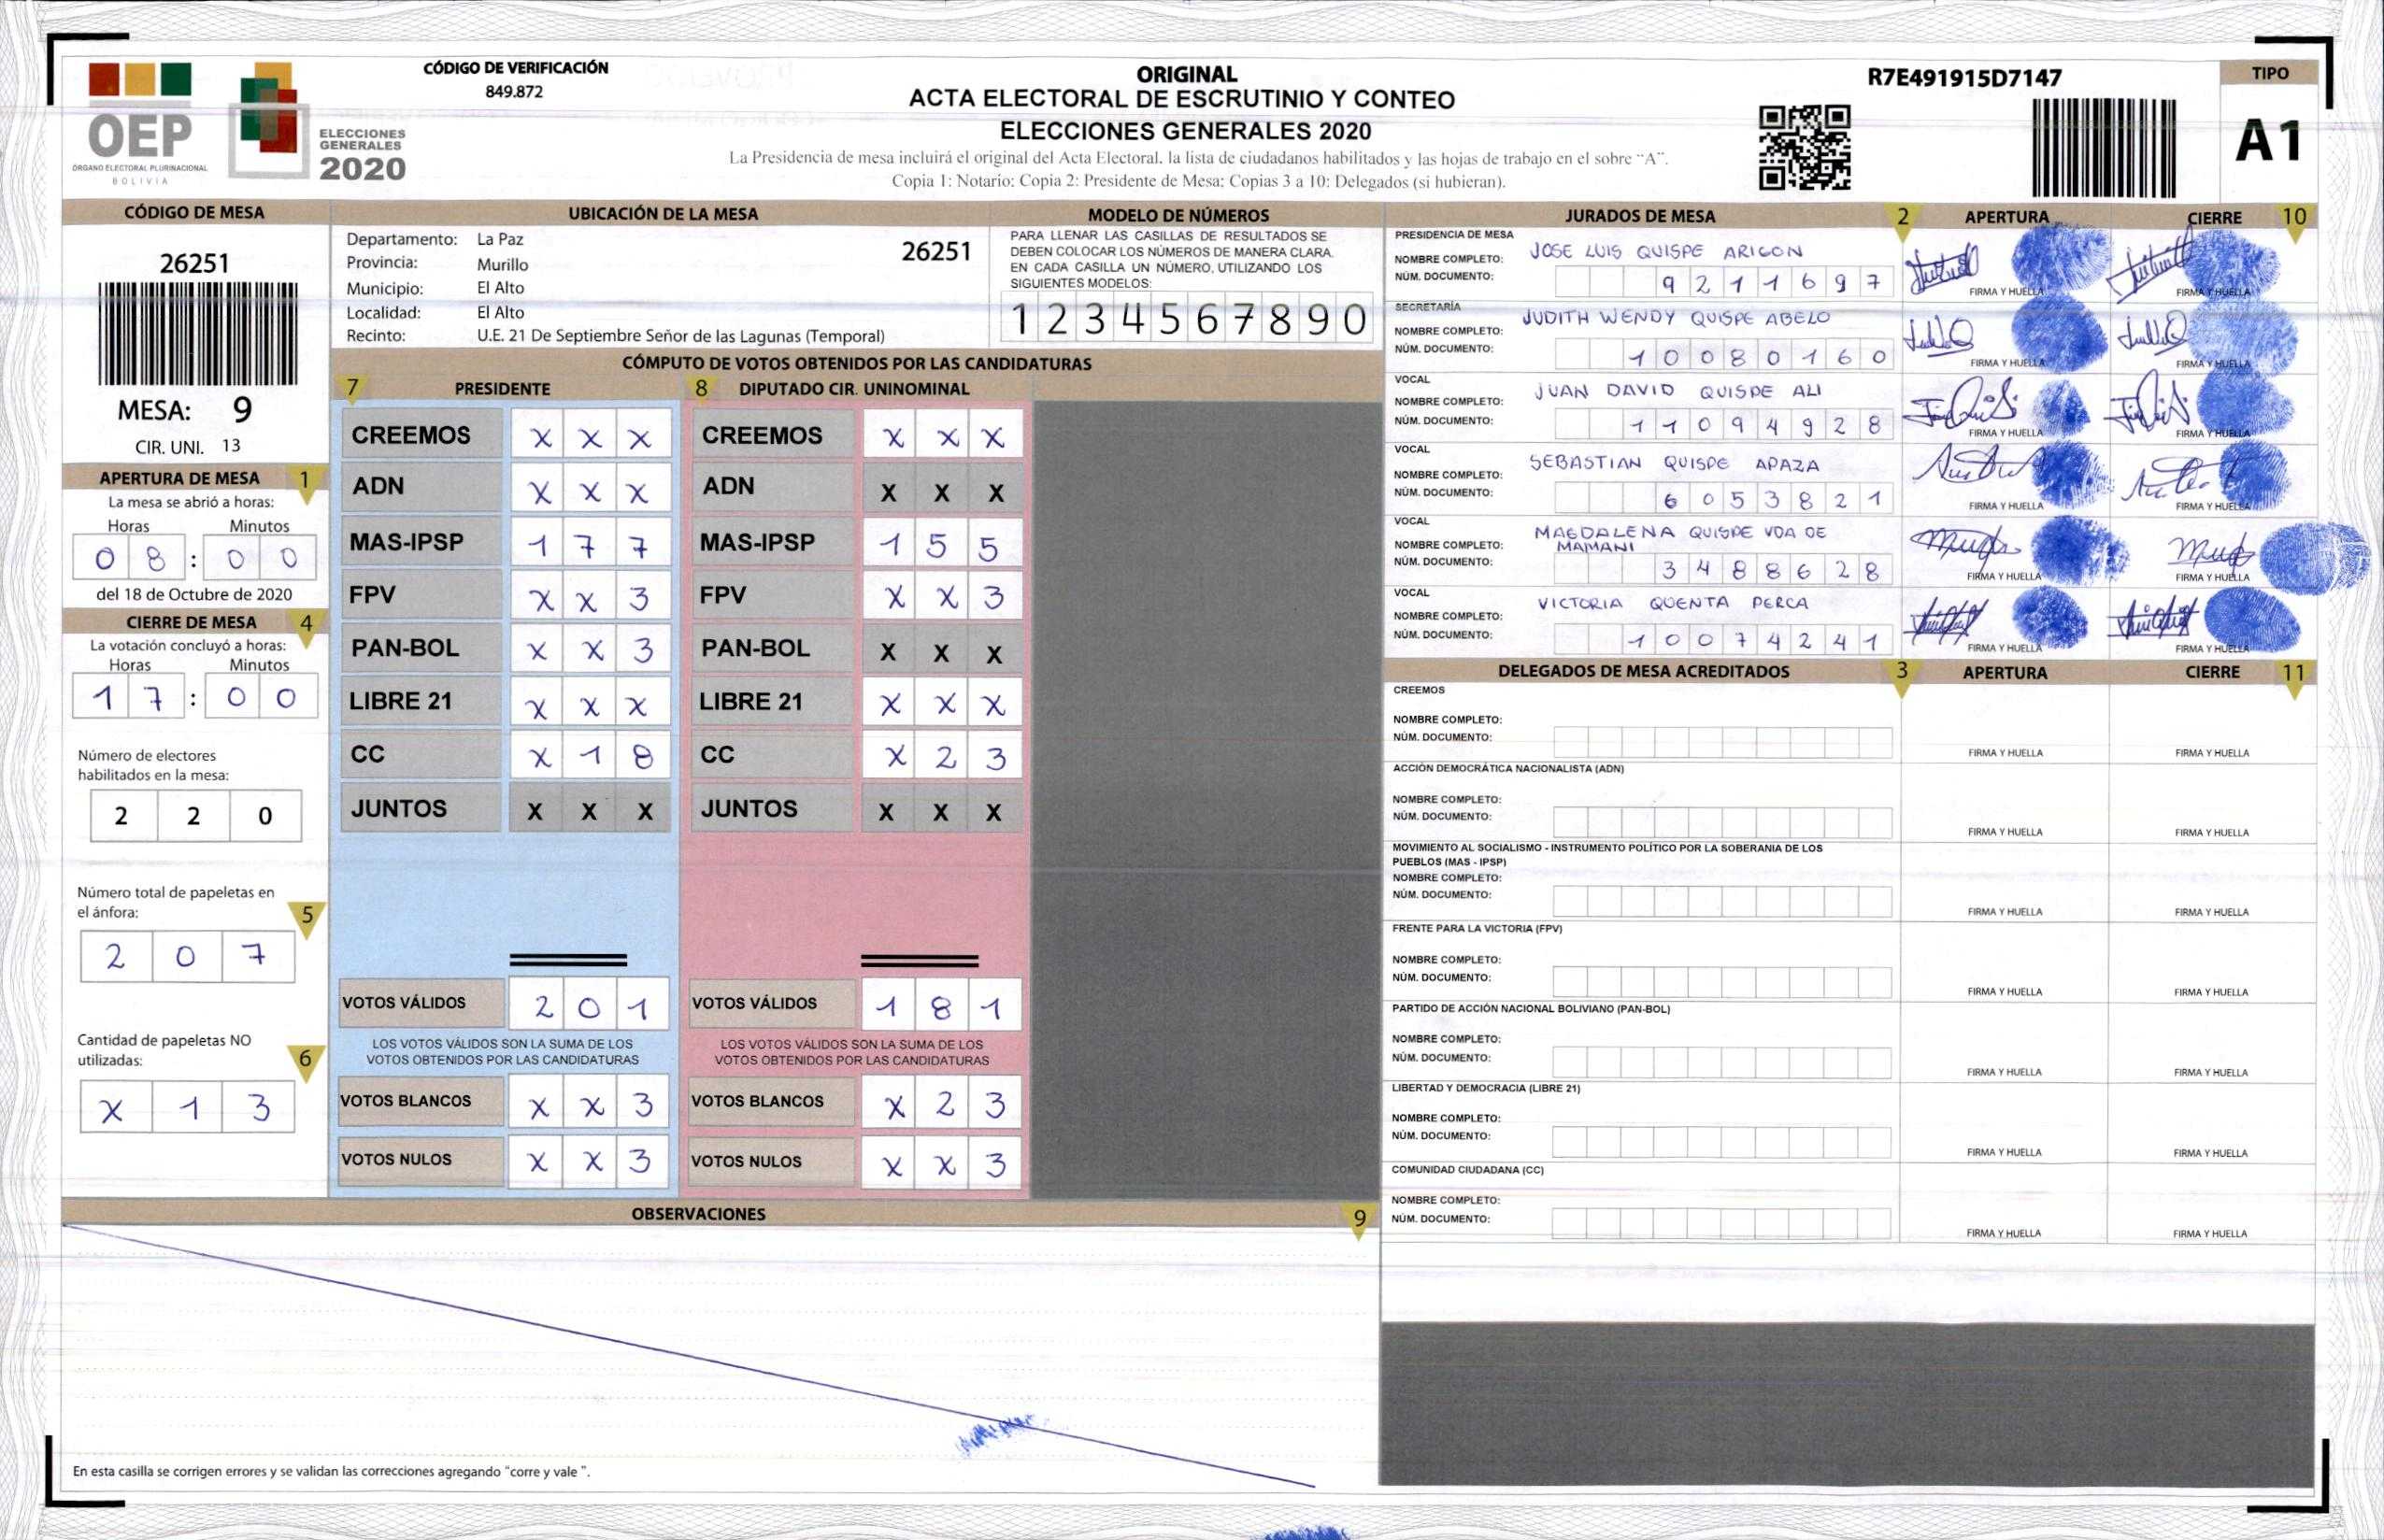 CÓDIGO DE VERIFICACIÓN
849.872
OEP
ÓRGANO ELECTORAL PLURINACIONAL
BOLIVIA
ELECCIONES
GENERALES
2020
ORIGINAL
ACTA ELECTORAL DE ESCRUTINIO Y CONTEO
ELECCIONES GENERALES 2020
La Presidencia de mesa incluirá el original del Acta Electoral, la lista de ciudadanos habilitados y las hojas de trabajo en el sobre "A".
Copia 1: Notario; Copia 2: Presidente de Mesa; Copias 3 a 10: Delegados (si hubieran).
R7E491915D7147
TIPO
A1
CÓDIGO DE MESA
26251
MESA: 9
CIR. UNI. 13
APERTURA DE MESA 1
La mesa se abrió a horas:
Horas Minutos
0 8 : 0 0
del 18 de Octubre de 2020
CIERRE DE MESA 4
La votación concluyó a horas:
Horas Minutos
1 7 : 0 0
Número de electores
habilitados en la mesa:
2 2 0
Número total de papeletas en
el ánfora: 5
2 0 7
Cantidad de papeletas NO
utilizadas: 6
X 1 3
UBICACIÓN DE LA MESA
Departamento: La Paz
26251
Provincia: Murillo
Municipio: El Alto
Localidad: El Alto
Recinto: U.E. 21 De Septiembre Señor de las Lagunas (Temporal)
MODELO DE NÚMEROS
PARA LLENAR LAS CASILLAS DE RESULTADOS SE
DEBEN COLOCAR LOS NÚMEROS DE MANERA CLARA.
EN CADA CASILLA UN NÚMERO, UTILIZANDO LOS
SIGUIENTES MODELOS:
1 2 3 4 5 6 7 8 9 0
CÓMPUTO DE VOTOS OBTENIDOS POR LAS CANDIDATURAS
7 PRESIDENTE
CREEMOS X X X
ADN X X X
MAS-IPSP 1 7 7
FPV X X 3
PAN-BOL X X 3
LIBRE 21 X X X
CC X 1 8
JUNTOS X X X
VOTOS VÁLIDOS 2 0 1
LOS VOTOS VÁLIDOS SON LA SUMA DE LOS
VOTOS OBTENIDOS POR LAS CANDIDATURAS
VOTOS BLANCOS X X 3
VOTOS NULOS X X 3
8 DIPUTADO CIR. UNINOMINAL
CREEMOS X X X
ADN X X X
MAS-IPSP 1 5 5
FPV X X 3
PAN-BOL X X X
LIBRE 21 X X X
CC X 2 3
JUNTOS X X X
VOTOS VÁLIDOS 1 8 1
LOS VOTOS VÁLIDOS SON LA SUMA DE LOS
VOTOS OBTENIDOS POR LAS CANDIDATURAS
VOTOS BLANCOS X 2 3
VOTOS NULOS X X 3
OBSERVACIONES 9
En esta casilla se corrigen errores y se validan las correcciones agregando "corre y vale ".
JURADOS DE MESA 2 APERTURA CIERRE 10
PRESIDENCIA DE MESA
NOMBRE COMPLETO: JOSE LUIS QUISPE ARIGON
NÚM. DOCUMENTO: 9 2 1 1 6 9 7
FIRMA Y HUELLA FIRMA Y HUELLA
SECRETARÍA
NOMBRE COMPLETO: JUDITH WENDY QUISPE ABELO
NÚM. DOCUMENTO: 1 0 0 8 0 1 6 0
FIRMA Y HUELLA FIRMA Y HUELLA
VOCAL
NOMBRE COMPLETO: JUAN DAVID QUISPE ALI
NÚM. DOCUMENTO: 1 1 0 9 4 9 2 8
FIRMA Y HUELLA FIRMA Y HUELLA
VOCAL
NOMBRE COMPLETO: SEBASTIAN QUISPE APAZA
NÚM. DOCUMENTO: 6 0 5 3 8 2 1
FIRMA Y HUELLA FIRMA Y HUELLA
VOCAL
NOMBRE COMPLETO: MAGDALENA QUISPE VDA DE
MAMANI
NÚM. DOCUMENTO: 3 4 8 8 6 2 8
FIRMA Y HUELLA FIRMA Y HUELLA
VOCAL
NOMBRE COMPLETO: VICTORIA QUENTA PERCA
NÚM. DOCUMENTO: 1 0 0 7 4 2 4 1
FIRMA Y HUELLA FIRMA Y HUELLA
DELEGADOS DE MESA ACREDITADOS 3 APERTURA CIERRE 11
CREEMOS
NOMBRE COMPLETO:
NÚM. DOCUMENTO:
FIRMA Y HUELLA FIRMA Y HUELLA
ACCIÓN DEMOCRÁTICA NACIONALISTA (ADN)
NOMBRE COMPLETO:
NÚM. DOCUMENTO:
FIRMA Y HUELLA FIRMA Y HUELLA
MOVIMIENTO AL SOCIALISMO - INSTRUMENTO POLÍTICO POR LA SOBERANIA DE LOS
PUEBLOS (MAS - IPSP)
NOMBRE COMPLETO:
NÚM. DOCUMENTO:
FIRMA Y HUELLA FIRMA Y HUELLA
FRENTE PARA LA VICTORIA (FPV)
NOMBRE COMPLETO:
NÚM. DOCUMENTO:
FIRMA Y HUELLA FIRMA Y HUELLA
PARTIDO DE ACCIÓN NACIONAL BOLIVIANO (PAN-BOL)
NOMBRE COMPLETO:
NÚM. DOCUMENTO:
FIRMA Y HUELLA FIRMA Y HUELLA
LIBERTAD Y DEMOCRACIA (LIBRE 21)
NOMBRE COMPLETO:
NÚM. DOCUMENTO:
FIRMA Y HUELLA FIRMA Y HUELLA
COMUNIDAD CIUDADANA (CC)
NOMBRE COMPLETO:
NÚM. DOCUMENTO:
FIRMA Y HUELLA FIRMA Y HUELLA